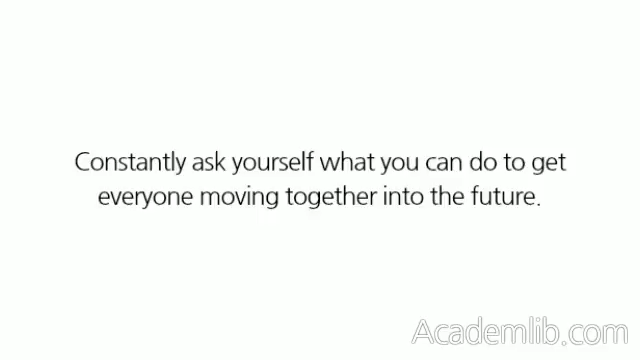 Constantly ask yourself what you can do to get
everyone moving together into the future.
Academlib.com